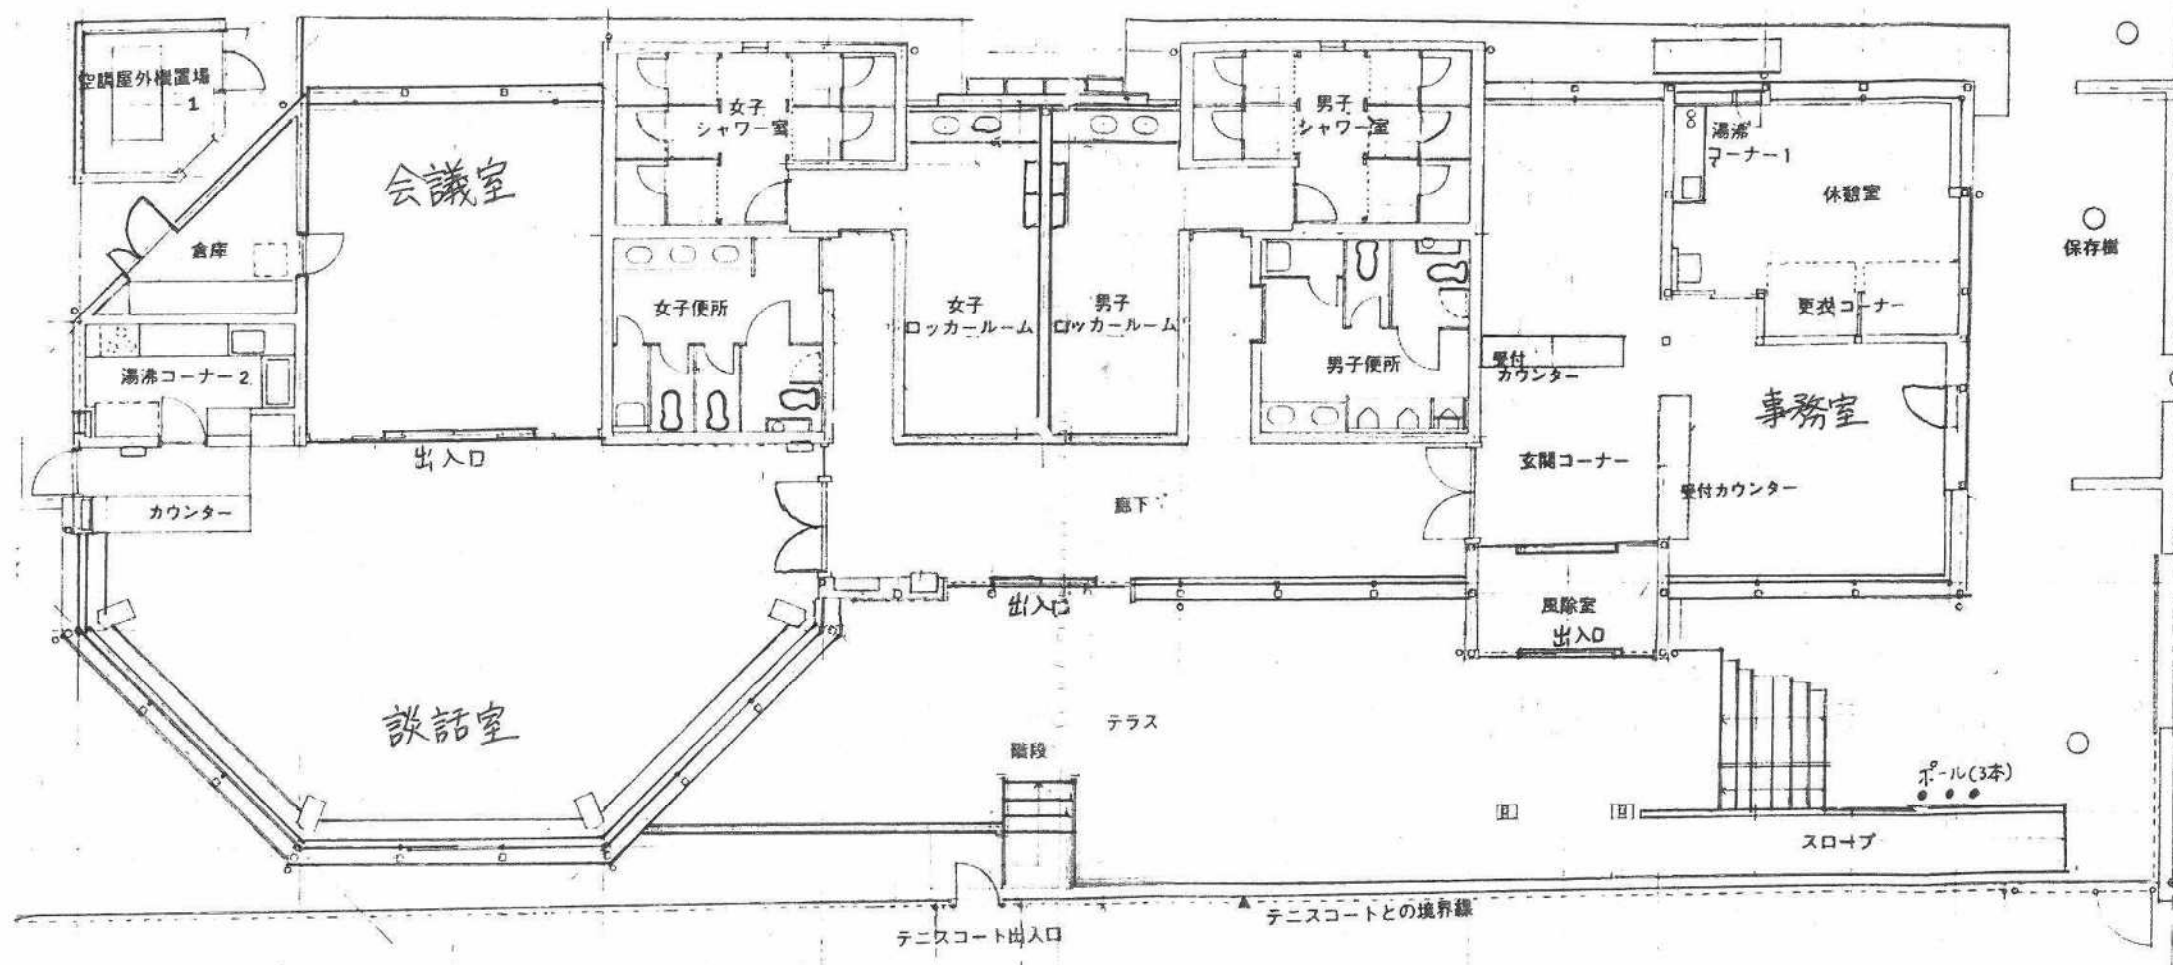 空調屋外機置場
1
女子
シャワー室
男子
シャワー室
湯沸
コーナー1
会議室
休憩室
倉庫
保存樹
女子便所
女子
ロッカールーム
男子
ロッカールーム
更衣コーナー
男子便所
受付
カウンター
湯沸コーナー2
事務室
出入口
玄関コーナー
受付カウンター
カウンター
廊下
出入口
風除室
出入口
談話室
テラス
階段
ポール(3本)
スロープ
テニスコートとの境界線
テニスコート出入口